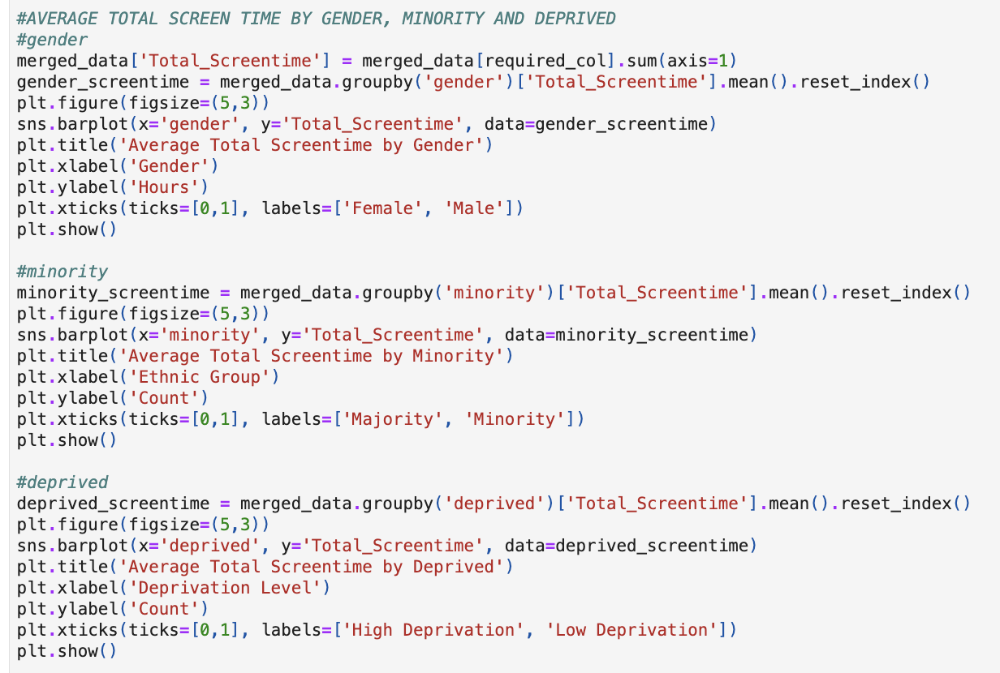 #AVERAGE TOTAL SCREEN TIME BY GENDER, MINORITY AND DEPRIVED
#gender
merged_data['Total_Screentime'] = merged_data[required_col].sum(axis=1)
gender_screentime = merged_data.groupby('gender')['Total_Screentime'].mean().reset_index()
plt.figure(figsize=(5,3))
sns.barplot(x='gender', y='Total_Screentime', data=gender_screentime)
plt.title('Average Total Screentime by Gender')
plt.xlabel('Gender')
plt.ylabel('Hours')
plt.xticks(ticks=[0,1], labels=['Female', 'Male'])
plt.show()

#minority
minority_screentime = merged_data.groupby('minority')['Total_Screentime'].mean().reset_index()
plt.figure(figsize=(5,3))
sns.barplot(x='minority', y='Total_Screentime', data=minority_screentime)
plt.title('Average Total Screentime by Minority')
plt.xlabel('Ethnic Group')
plt.ylabel('Count')
plt.xticks(ticks=[0,1], labels=['Majority', 'Minority'])
plt.show()

#deprived
deprived_screentime = merged_data.groupby('deprived')['Total_Screentime'].mean().reset_index()
plt.figure(figsize=(5,3))
sns.barplot(x='deprived', y='Total_Screentime', data=deprived_screentime)
plt.title('Average Total Screentime by Deprived')
plt.xlabel('Deprivation Level')
plt.ylabel('Count')
plt.xticks(ticks=[0,1], labels=['High Deprivation', 'Low Deprivation'])
plt.show()